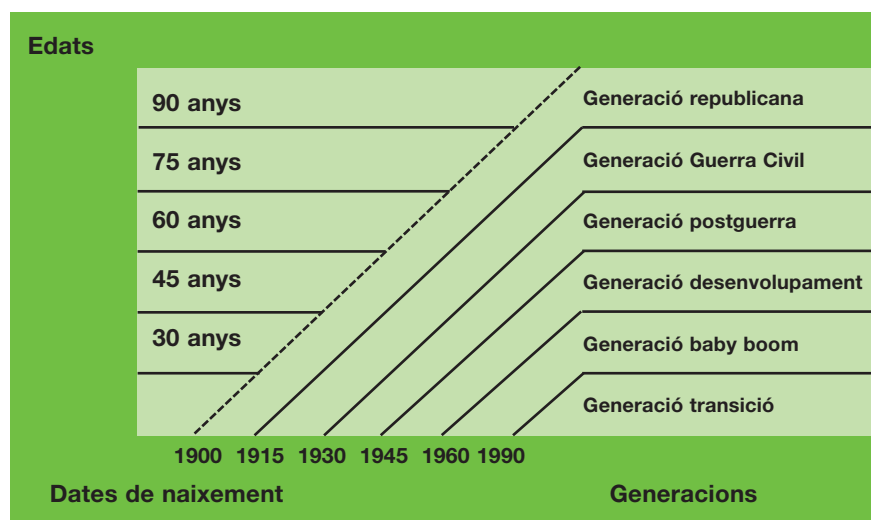 Edats
90 anys
Generació republicana
75 anys
Generació Guerra Civil
60 anys
Generació postguerra
45 anys
Generació desenvolupament
30 anys
Generació baby boom
Generació transició
1900 1915 1930 1945 1960 1990
Dates de naixement
Generacions